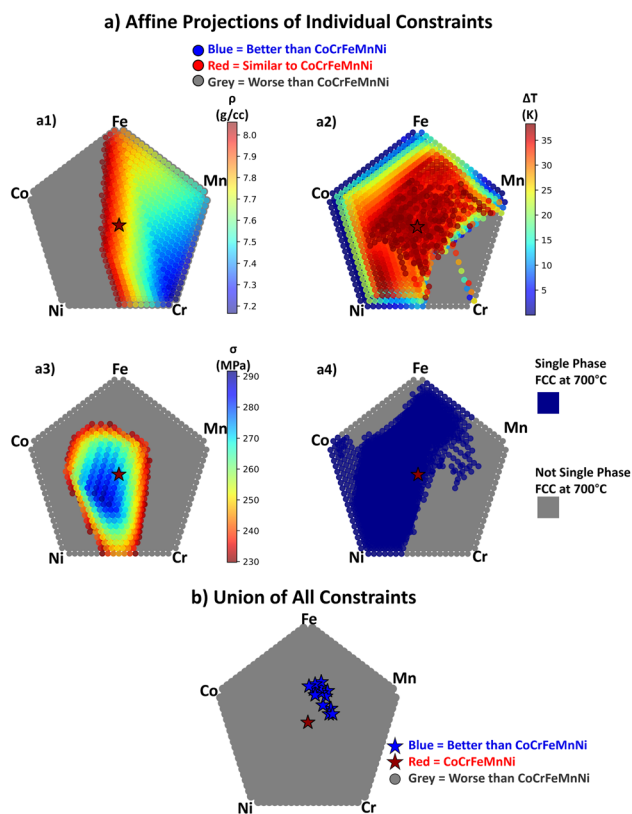 a) Affine Projections of Individual Constraints
Blue = Better than CoCrFeMnNi
Red = Similar to CoCrFeMnNi
Grey = Worse than CoCrFeMnNi
a1)
Fe
Co
Mn
Ni
Cr
ρ
(g/cc)
8.0
7.9
7.8
7.7
7.6
7.5
7.4
7.3
7.2
a2)
Fe
Co
Mn
Ni
Cr
ΔT
(K)
35
30
25
20
15
10
5
a3)
Fe
Co
Mn
Ni
Cr
σ
(MPa)
290
280
270
260
250
240
230
a4)
Fe
Co
Mn
Ni
Cr
Single Phase
FCC at 700°C
Not Single Phase
FCC at 700°C
b) Union of All Constraints
Fe
Co
Mn
Ni
Cr
Blue = Better than CoCrFeMnNi
Red = CoCrFeMnNi
Grey = Worse than CoCrFeMnNi